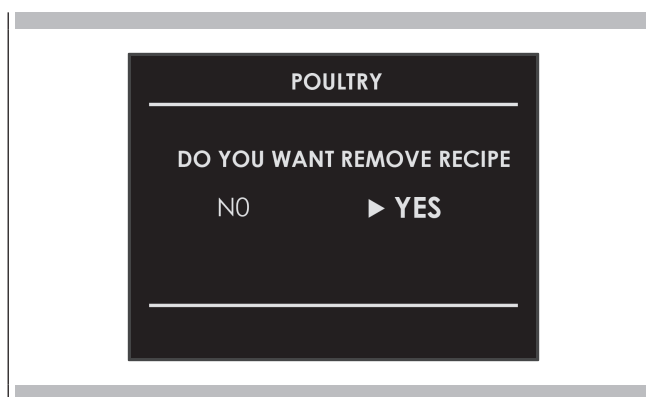 POULTRY
DO YOU WANT REMOVE RECIPE
N0 ▶ YES